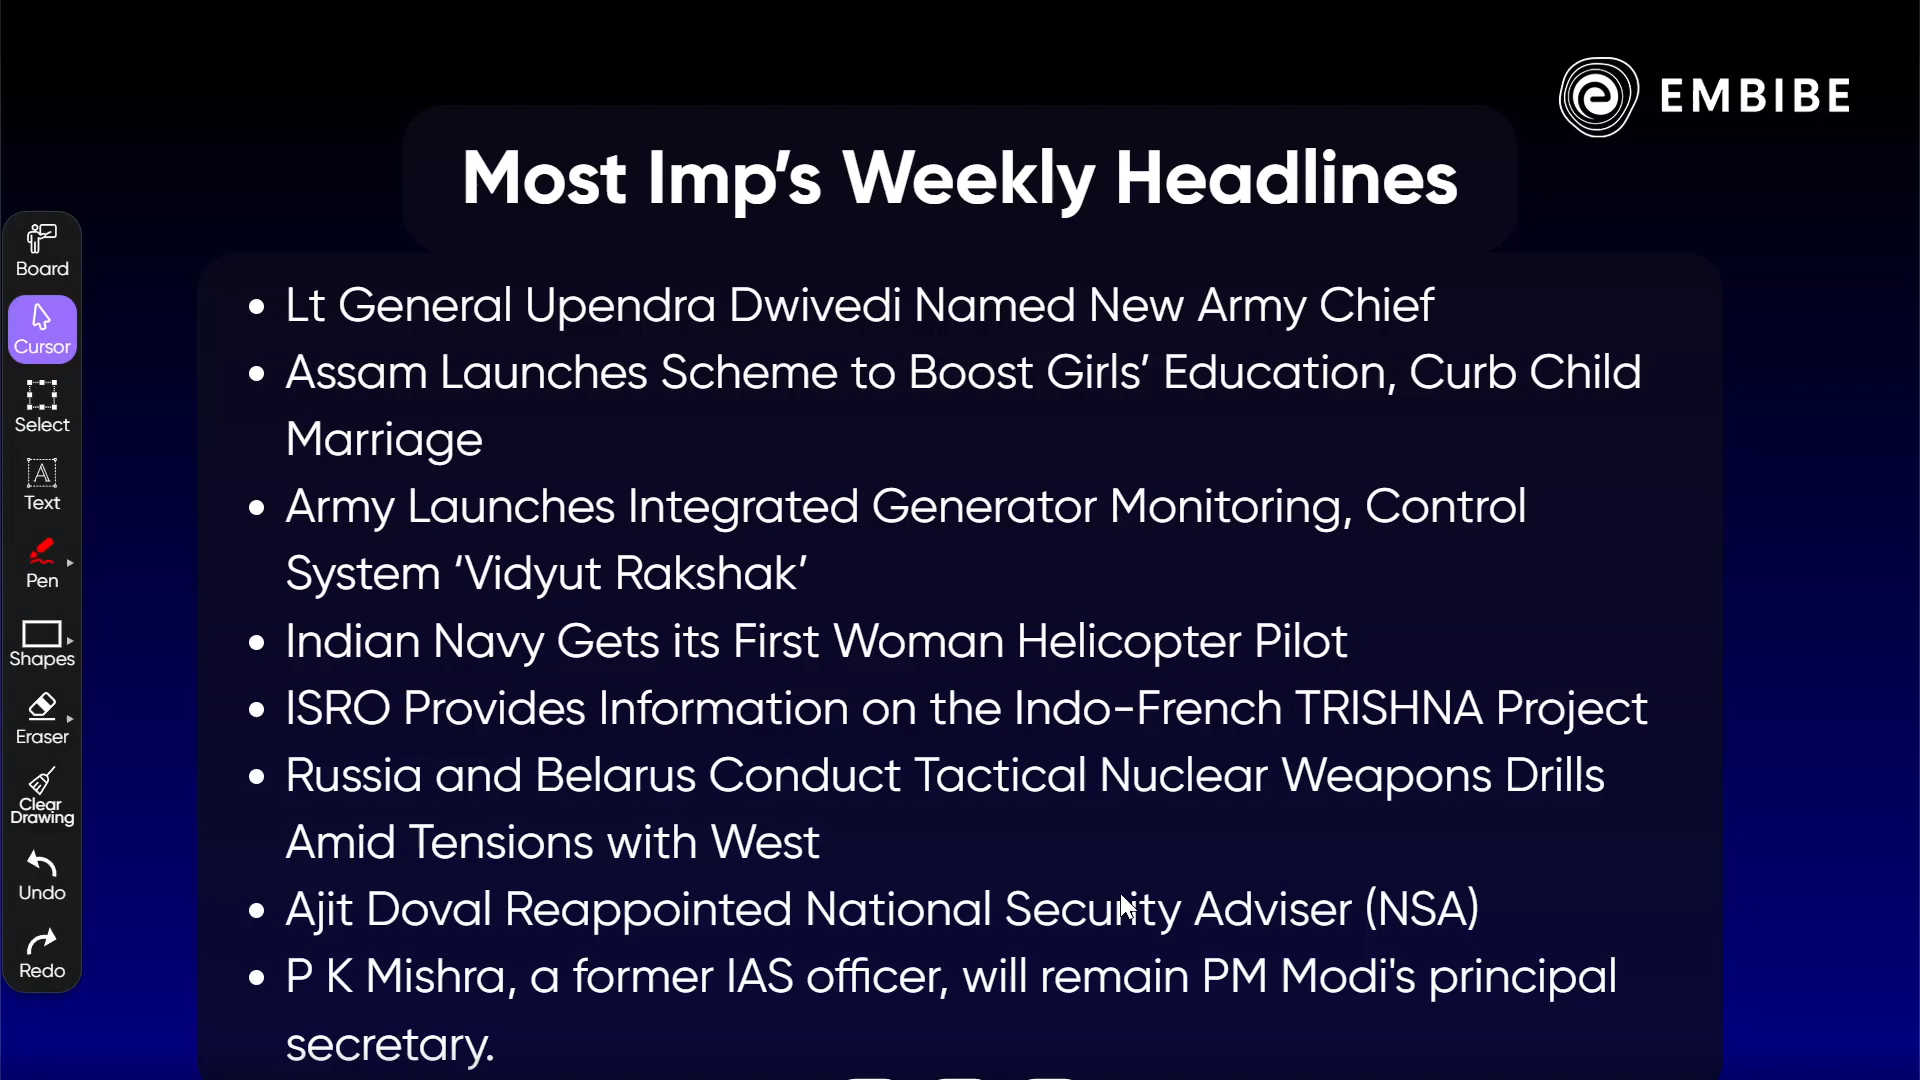 EMBIBE
Most Imp's Weekly Headlines
Board
Cursor
Select
Text
Pen
Shapes
Eraser
Clear
Drawing
Undo
Redo
• Lt General Upendra Dwivedi Named New Army Chief
• Assam Launches Scheme to Boost Girls' Education, Curb Child
Marriage
• Army Launches Integrated Generator Monitoring, Control
System ‘Vidyut Rakshak’
• Indian Navy Gets its First Woman Helicopter Pilot
• ISRO Provides Information on the Indo-French TRISHNA Project
• Russia and Belarus Conduct Tactical Nuclear Weapons Drills
Amid Tensions with West
• Ajit Doval Reappointed National Security Adviser (NSA)
• P K Mishra, a former IAS officer, will remain PM Modi's principal
secretary.